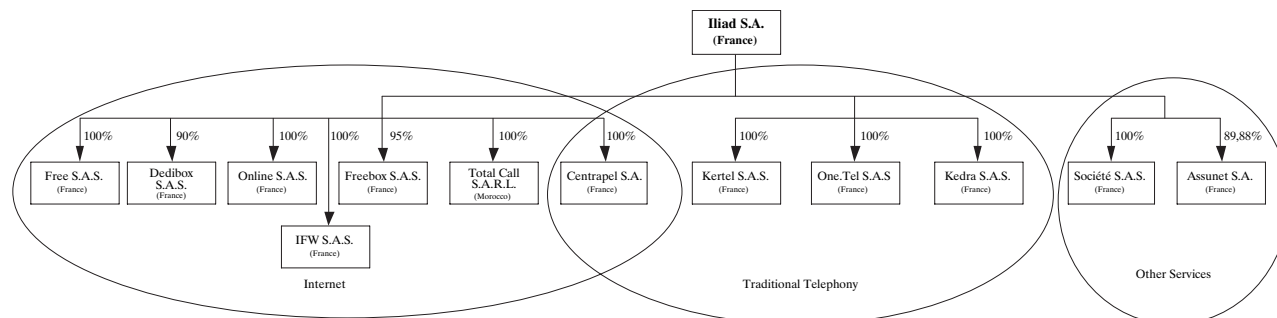 Iliad S.A.
(France)
100%
90%
100%
100%
95%
100%
100%
100%
100%
100%
100%
89,88%
Free S.A.S.
(France)
Dedibox
S.A.S.
(France)
Online S.A.S.
(France)
Freebox S.A.S.
(France)
Total Call
S.A.R.L.
(Morocco)
Centrapel S.A.
(France)
Kertel S.A.S.
(France)
One.Tel S.A.S
(France)
Kedra S.A.S.
(France)
Société S.A.S.
(France)
Assunet S.A.
(France)
IFW S.A.S.
(France)
Internet
Traditional Telephony
Other Services